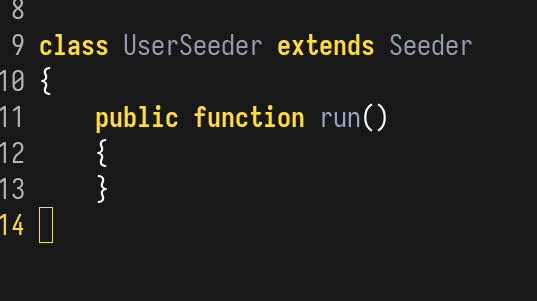 8
9 class UserSeeder extends Seeder
10 {
11     public function run()
12     {
13     }
14